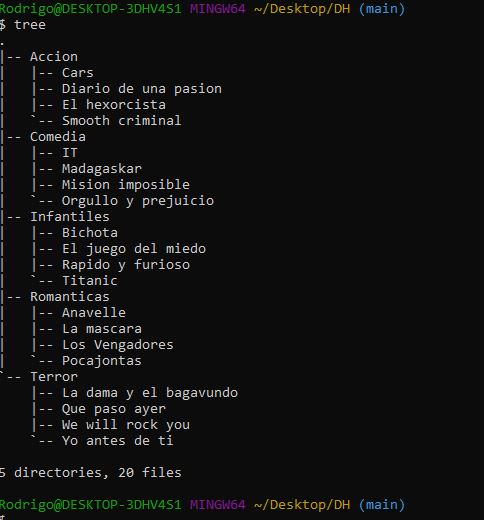 Rodrigo@DESKTOP-3DHV4S1 MINGW64 ~/Desktop/DH (main)
$ tree
.
|-- Accion
|   |-- Cars
|   |-- Diario de una pasion
|   |-- El hexorcista
|   `-- Smooth criminal
|-- Comedia
|   |-- IT
|   |-- Madagaskar
|   |-- Mision imposible
|   `-- Orgullo y prejuicio
|-- Infantiles
|   |-- Bichota
|   |-- El juego del miedo
|   |-- Rapido y furioso
|   `-- Titanic
|-- Romanticas
|   |-- Anavelle
|   |-- La mascara
|   |-- Los Vengadores
|   `-- Pocajontas
`-- Terror
    |-- La dama y el bagavundo
    |-- Que paso ayer
    |-- We will rock you
    `-- Yo antes de ti

5 directories, 20 files

Rodrigo@DESKTOP-3DHV4S1 MINGW64 ~/Desktop/DH (main)
$